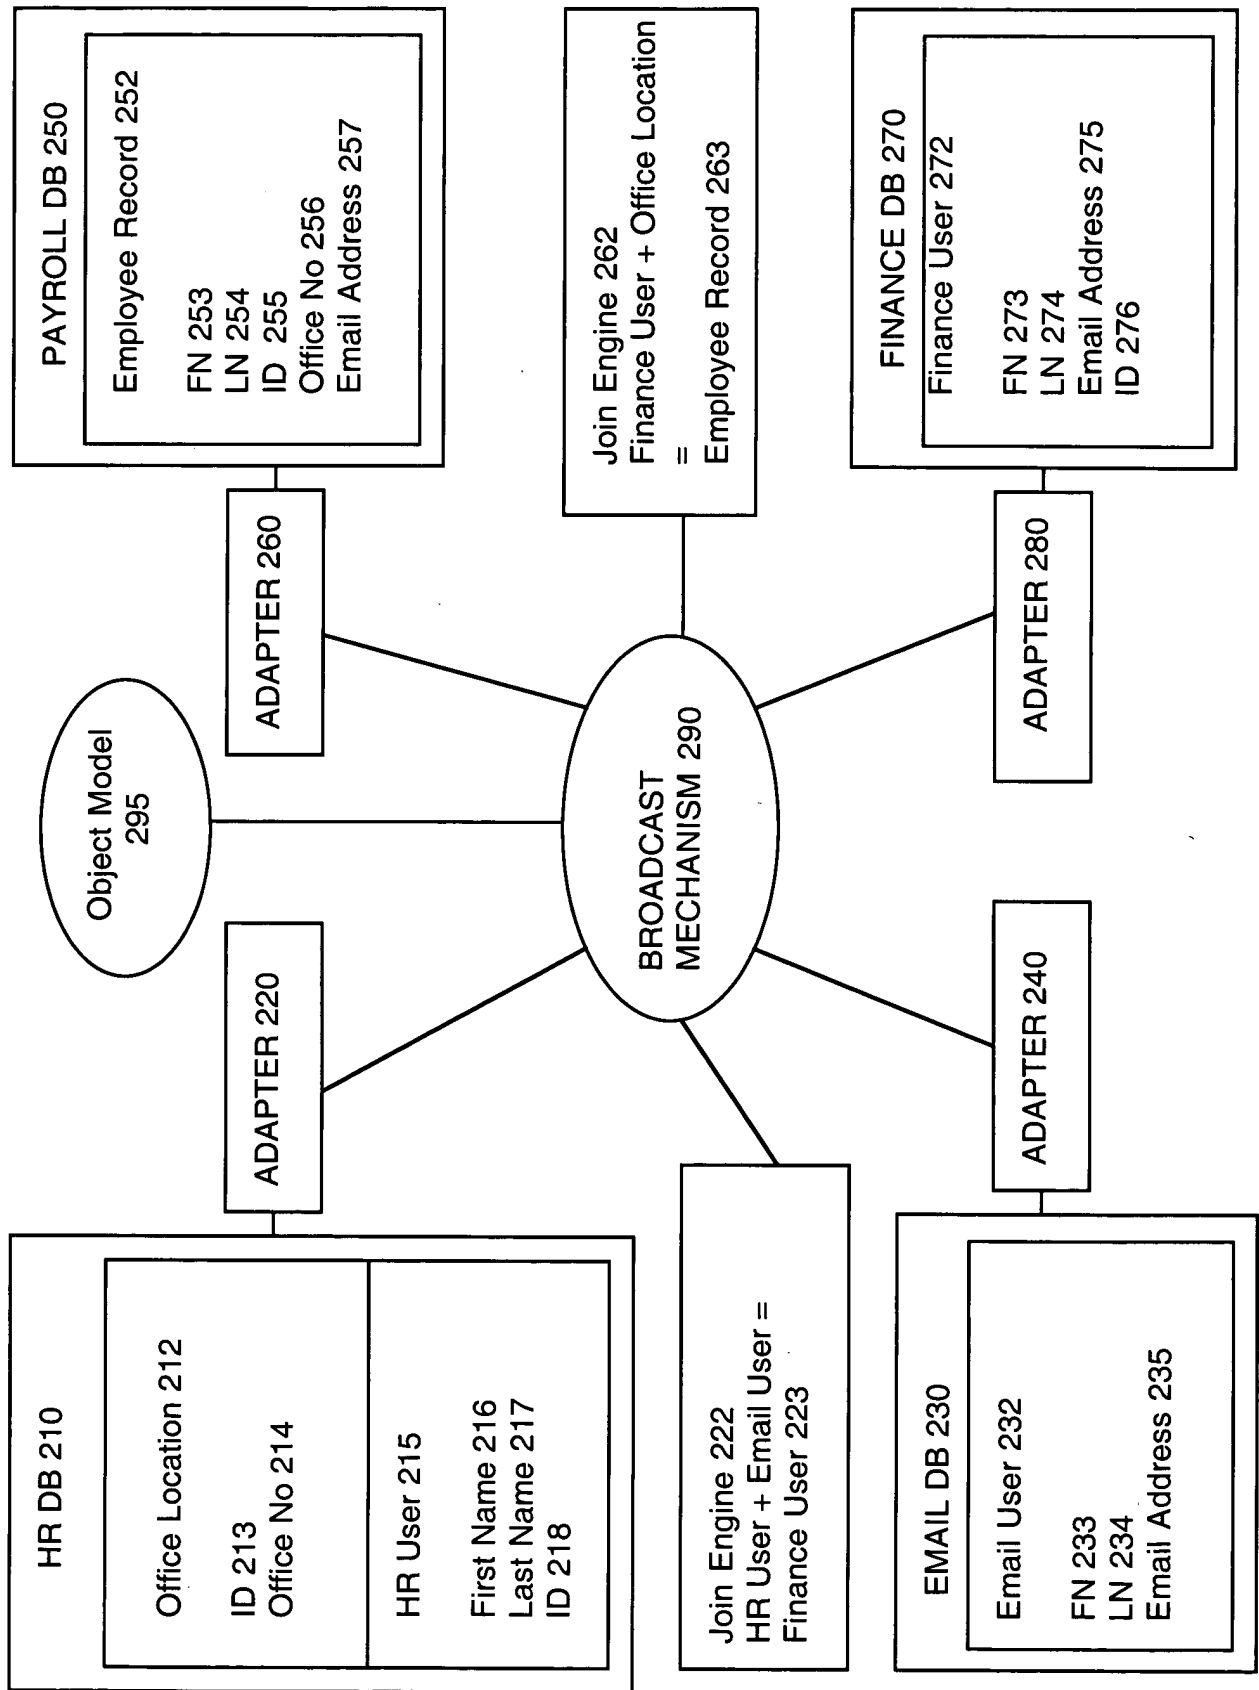 HR DB 210
Office Location 212
ID 213
Office No 214
HR User 215
First Name 216
Last Name 217
ID 218
ADAPTER 220
Object Model
295
ADAPTER 260
PAYROLL DB 250
Employee Record 252
FN 253
LN 254
ID 255
Office No 256
Email Address 257
Join Engine 222
HR User + Email User =
Finance User 223
BROADCAST
MECHANISM 290
Join Engine 262
Finance User + Office Location
=
Employee Record 263
EMAIL DB 230
Email User 232
FN 233
LN 234
Email Address 235
ADAPTER 240
ADAPTER 280
FINANCE DB 270
Finance User 272
FN 273
LN 274
Email Address 275
ID 276